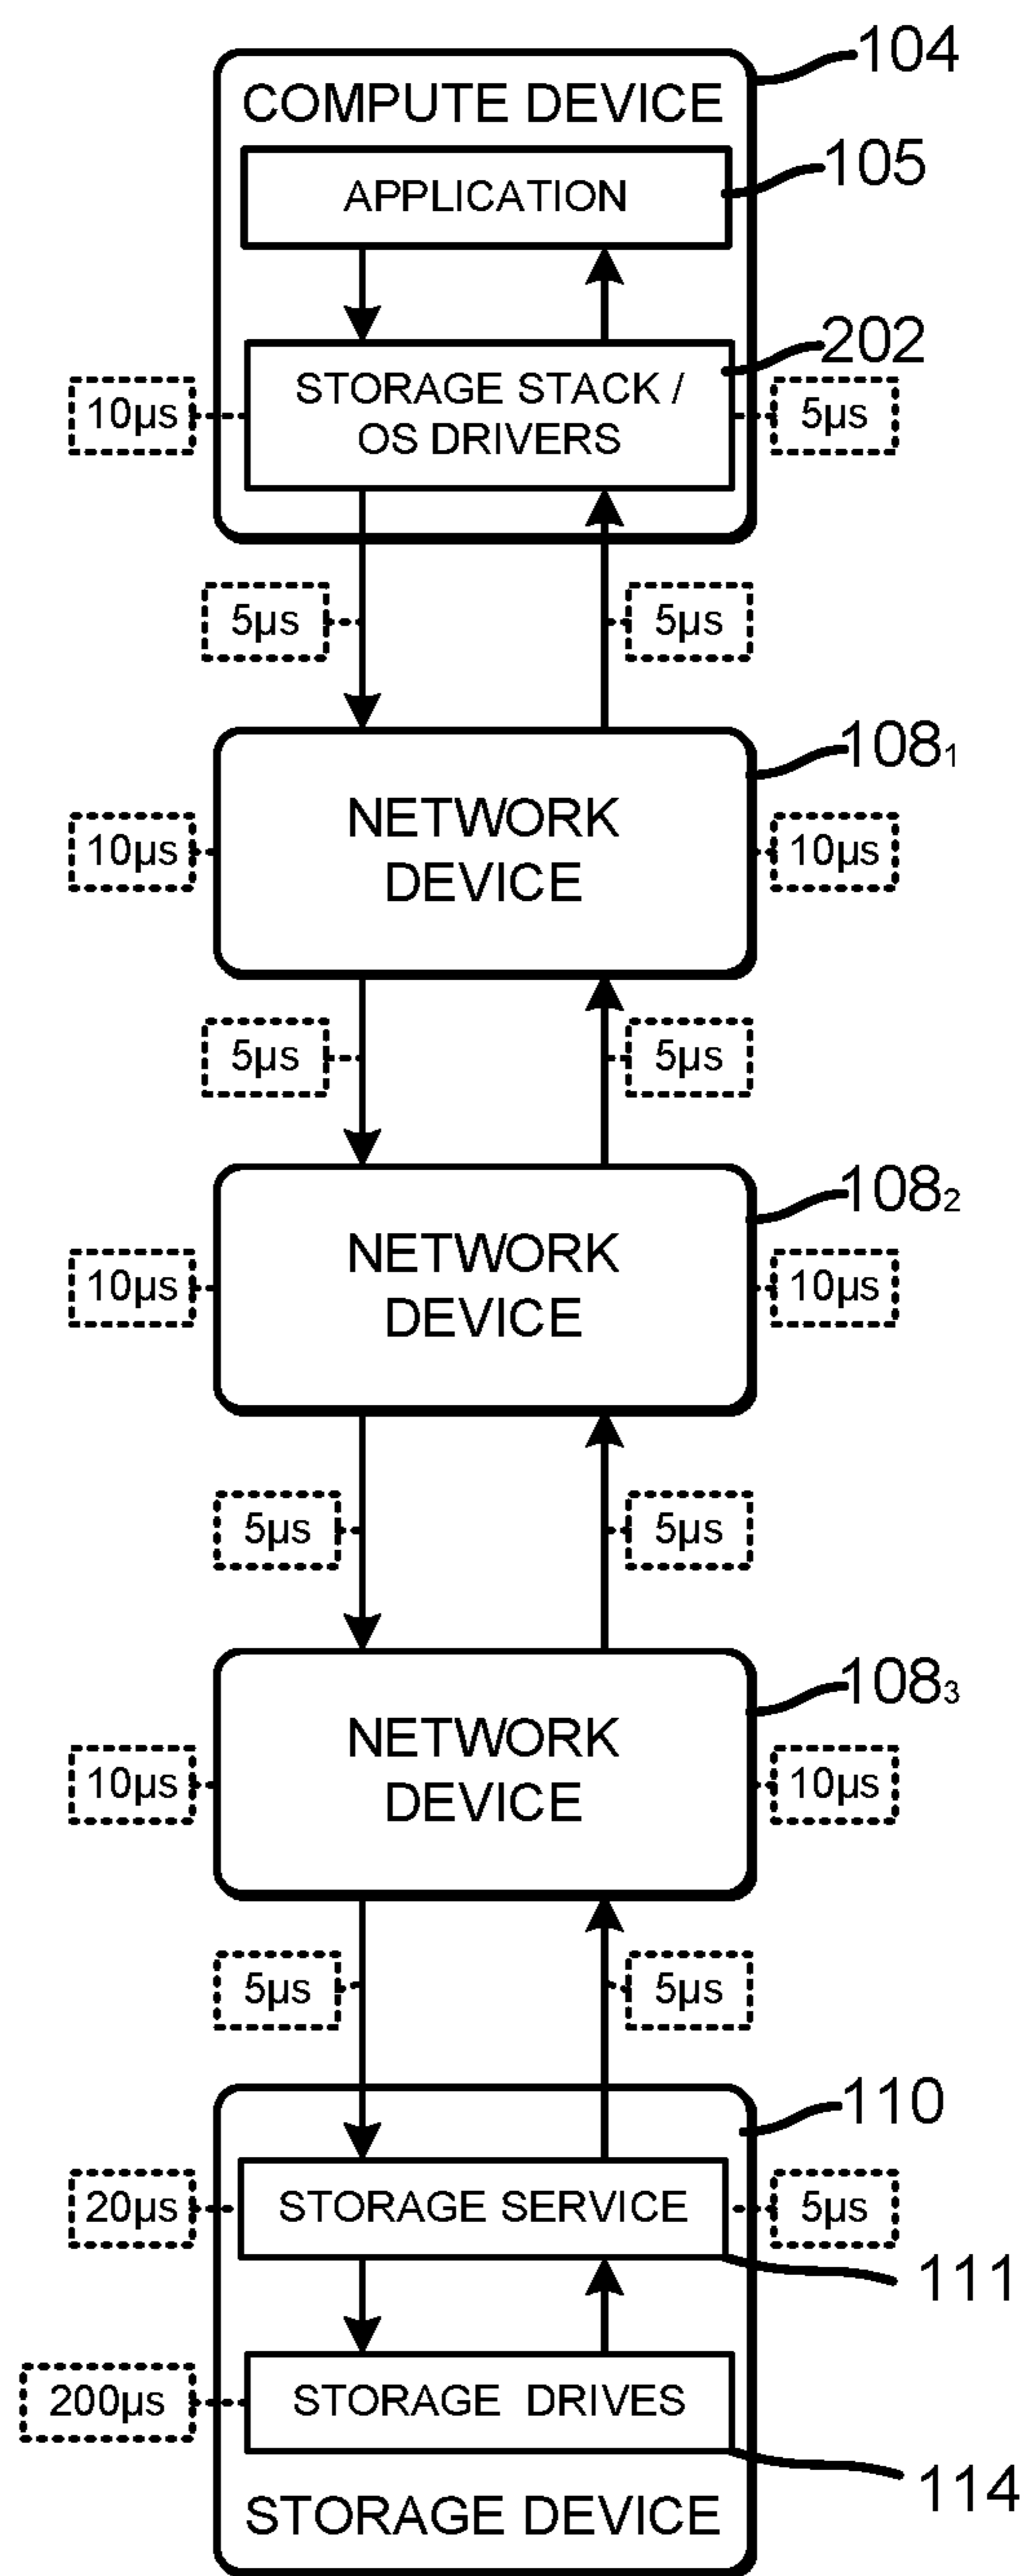 104
COMPUTE DEVICE
105
APPLICATION
202
STORAGE STACK /
OS DRIVERS
10µs
5µs
5µs
5µs
108₁
NETWORK
DEVICE
10µs
10µs
5µs
5µs
108₂
NETWORK
DEVICE
10µs
10µs
5µs
5µs
108₃
NETWORK
DEVICE
10µs
10µs
5µs
5µs
110
20µs
STORAGE SERVICE
5µs
111
200µs
STORAGE DRIVES
114
STORAGE DEVICE